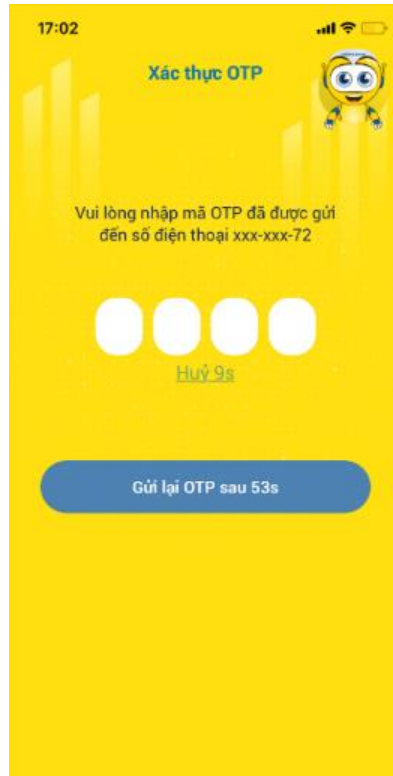 17:02
Xác thực OTP
Vui lòng nhập mã OTP đã được gửi
đến số điện thoại xxx-xxx-72
Huỷ 9s
Gửi lại OTP sau 53s